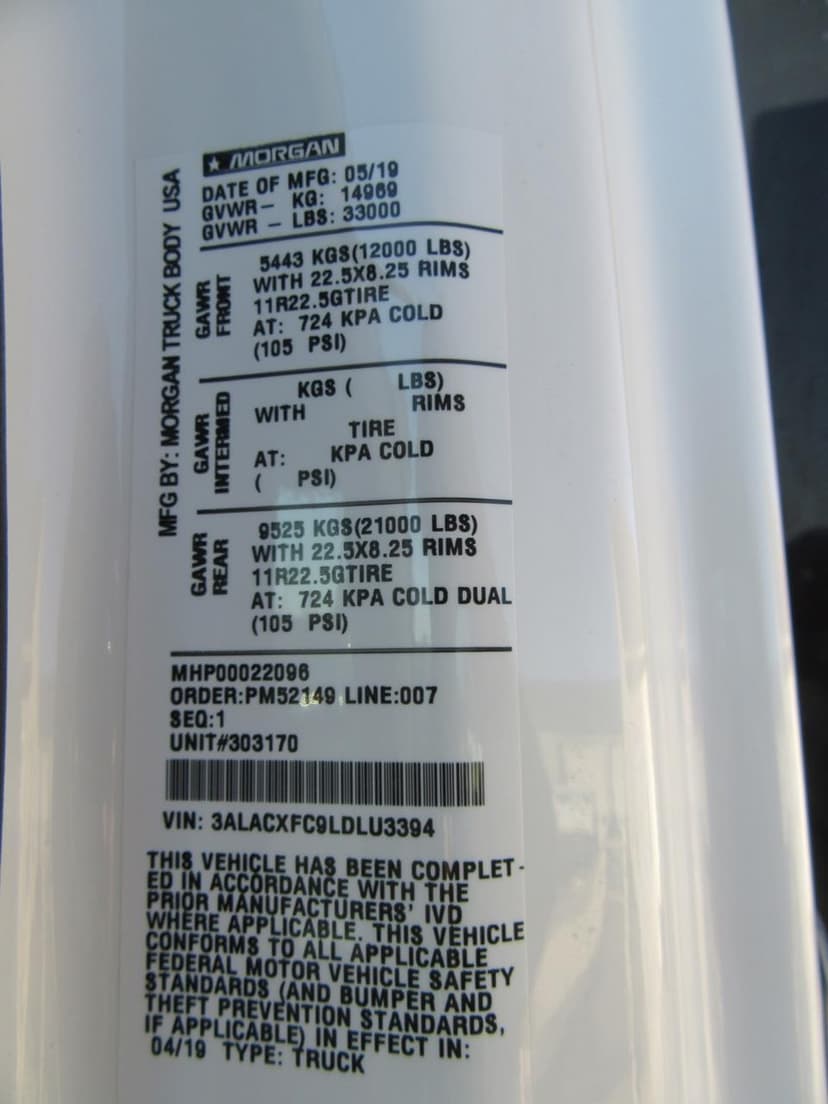 ★ MORGAN
MFG BY: MORGAN TRUCK BODY USA
DATE OF MFG: 05/19
GVWR- KG: 14969
GVWR - LBS: 33000
GAWR FRONT
5443 KGS(12000 LBS)
WITH 22.5X8.25 RIMS
11R22.5GTIRE
AT: 724 KPA COLD
(105 PSI)
GAWR INTERMED
KGS ( LBS)
WITH RIMS
TIRE
AT: KPA COLD
( PSI)
GAWR REAR
9525 KGS(21000 LBS)
WITH 22.5X8.25 RIMS
11R22.5GTIRE
AT: 724 KPA COLD DUAL
(105 PSI)
MHP00022096
ORDER:PM52149 LINE:007
SEQ:1
UNIT#303170
VIN: 3ALACXFC9LDLU3394
THIS VEHICLE HAS BEEN COMPLET-
ED IN ACCORDANCE WITH THE
PRIOR MANUFACTURERS' IVD
WHERE APPLICABLE. THIS VEHICLE
CONFORMS TO ALL APPLICABLE
FEDERAL MOTOR VEHICLE SAFETY
STANDARDS (AND BUMPER AND
THEFT PREVENTION STANDARDS,
IF APPLICABLE) IN EFFECT IN:
04/19 TYPE: TRUCK